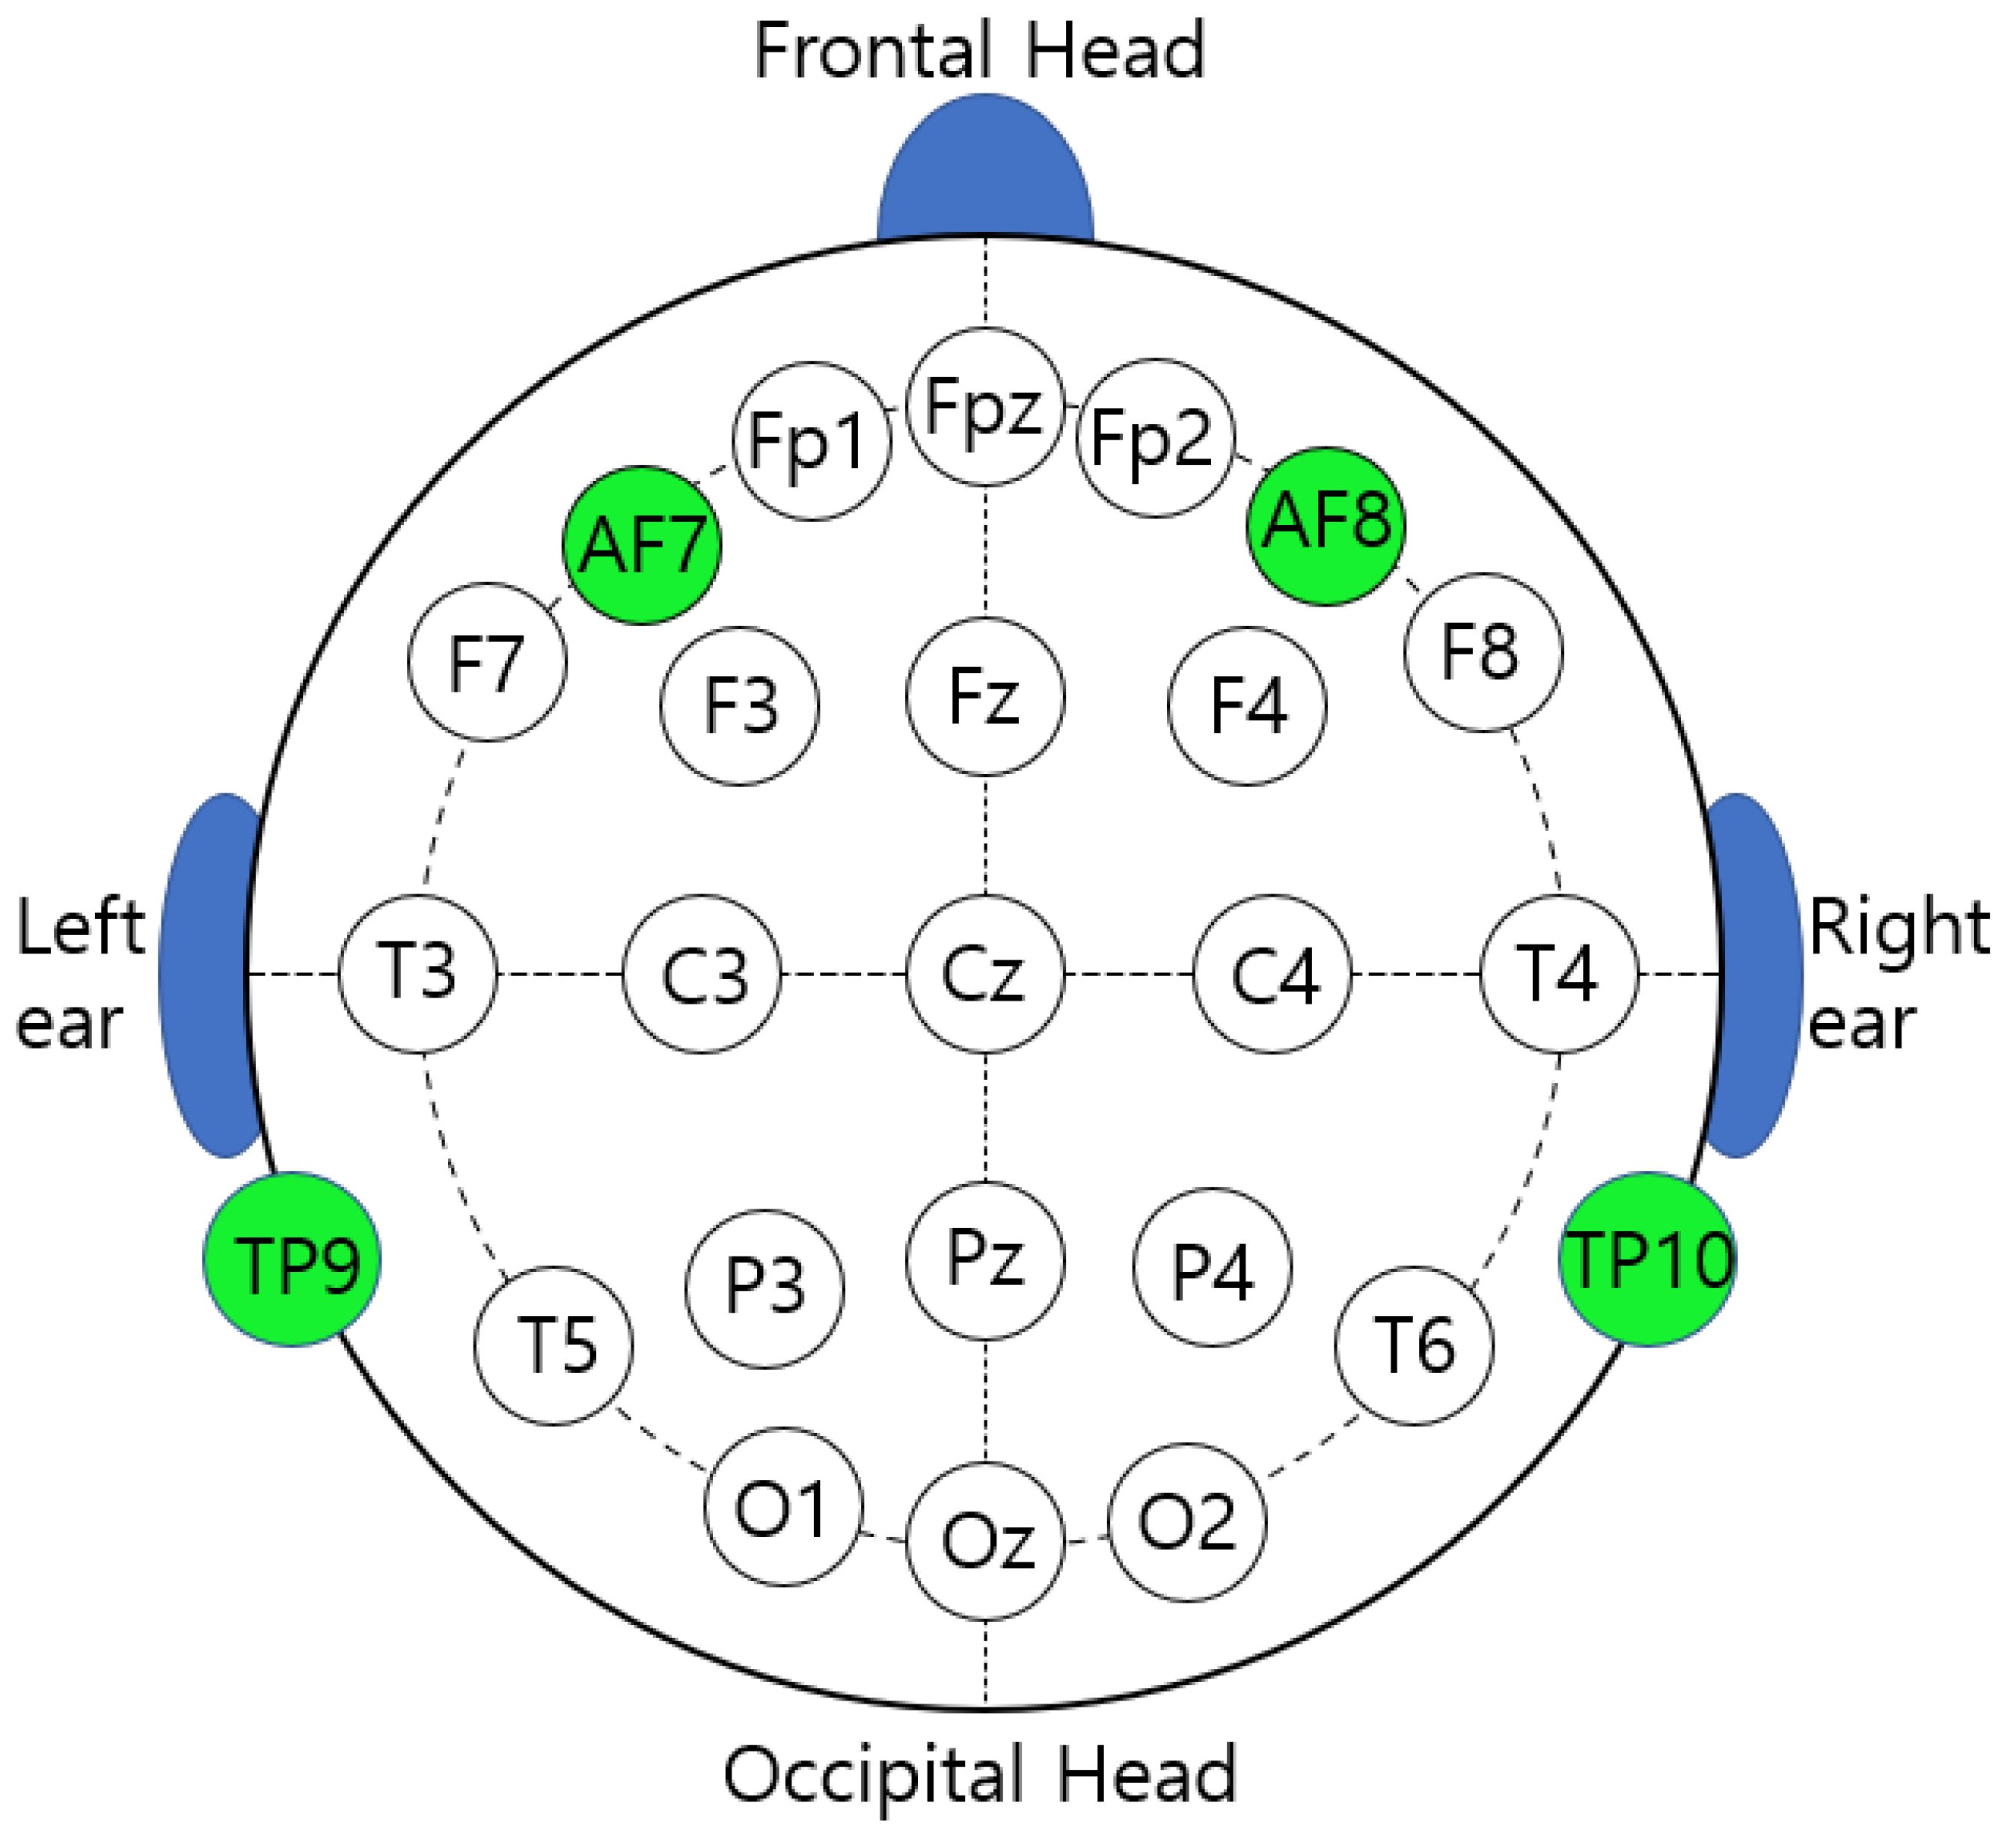 Frontal Head
Fpz
Fp1
Fp2
AF7
AF8
F7
F3
Fz
F4
F8
Left
ear
T3
C3
Cz
C4
T4
Right
ear
TP9
P3
Pz
P4
TP10
T5
T6
O1
Oz
O2
Occipital Head